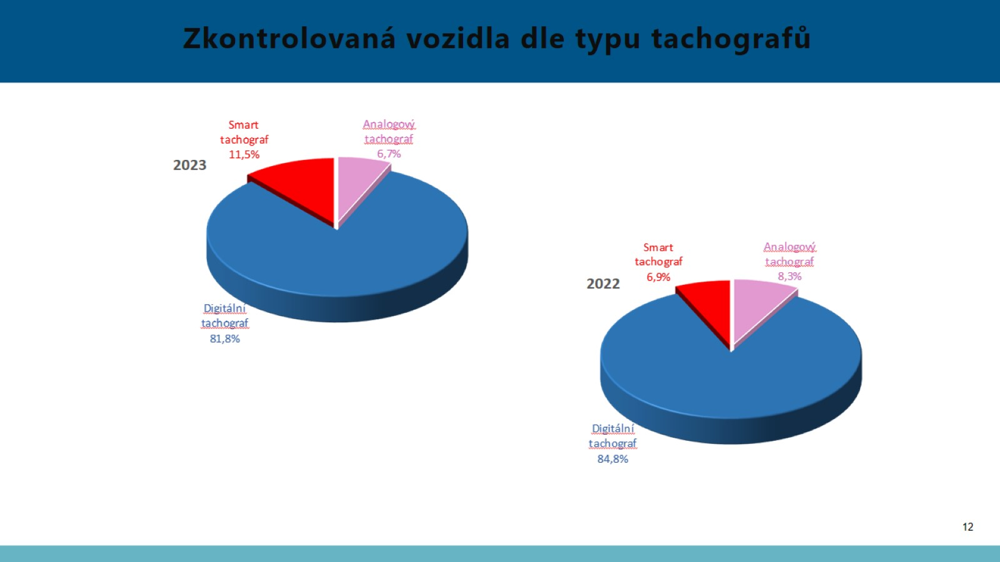 Zkontrolovaná vozidla dle typu tachografů
2023
Smart
tachograf
11,5%
Analogový
tachograf
6,7%
Digitální
tachograf
81,8%
2022
Smart
tachograf
6,9%
Analogový
tachograf
8,3%
Digitální
tachograf
84,8%
12